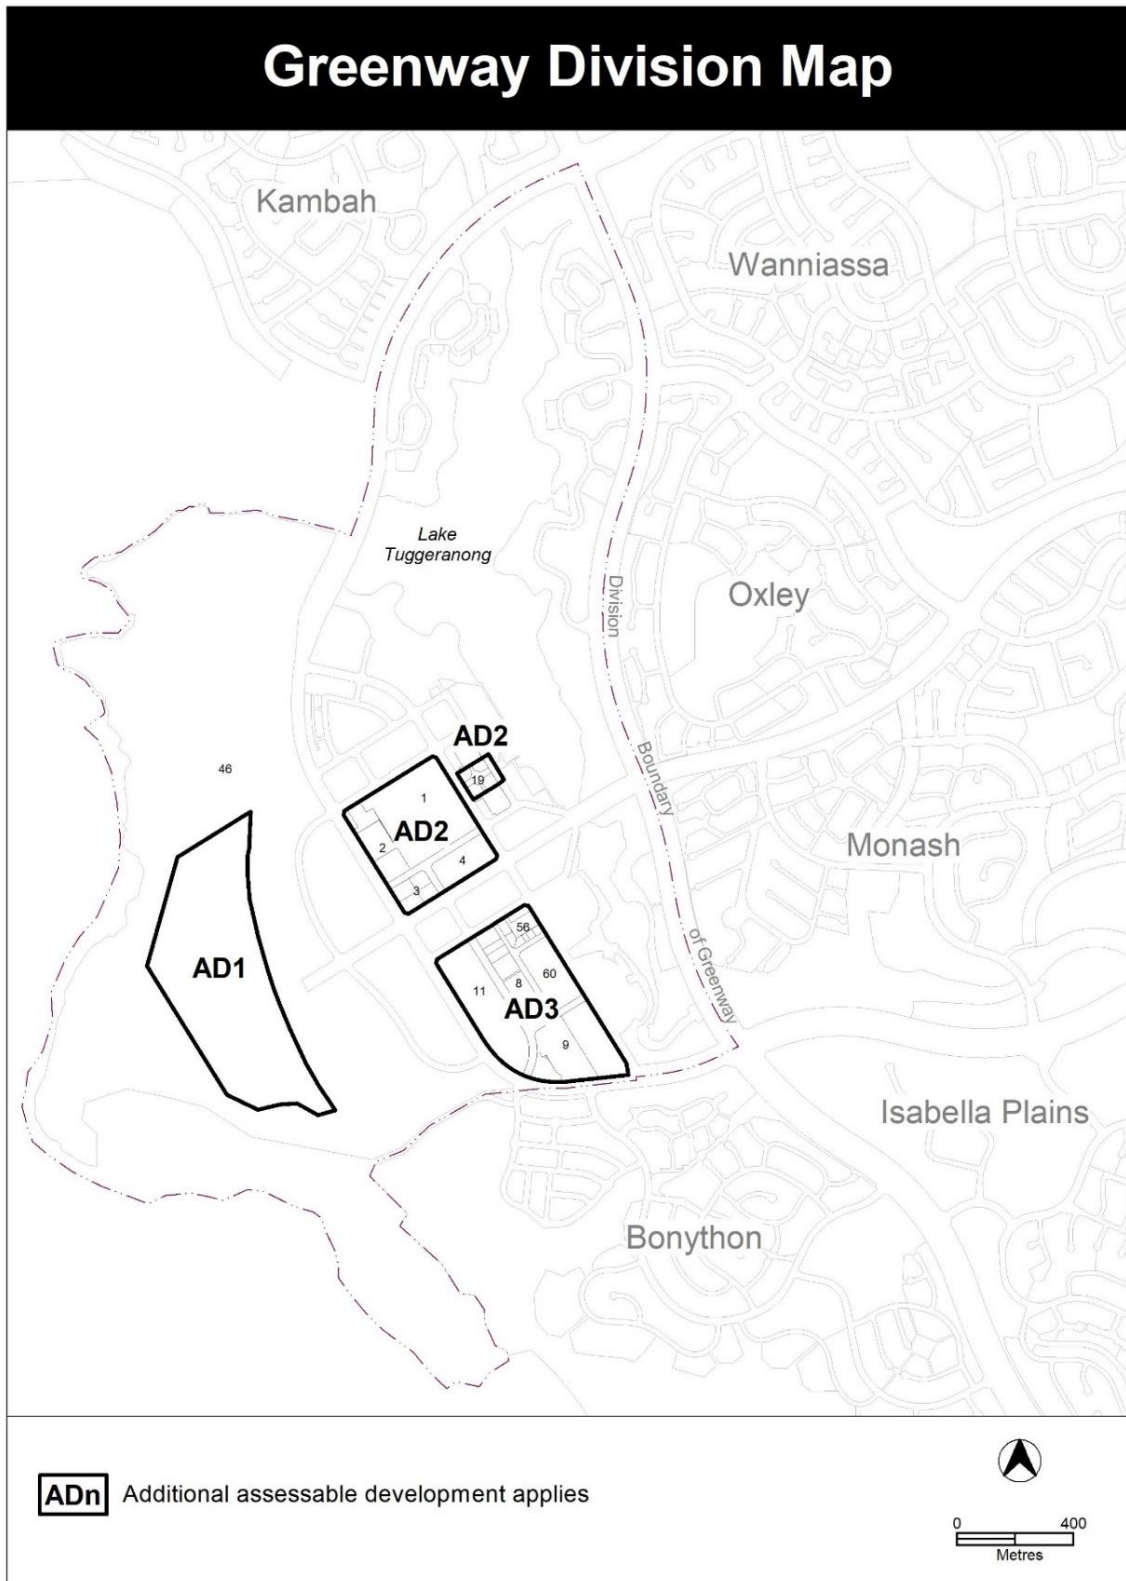 Greenway Division Map
Kambah
Wanniassa
Lake
Tuggeranong
Division
Oxley
AD2
Boundary
46
19
1
AD2
Monash
2
4
3
56
of Greenway
AD1
60
11
8
AD3
9
Isabella Plains
Bonython
ADn Additional assessable development applies
0 400
Metres